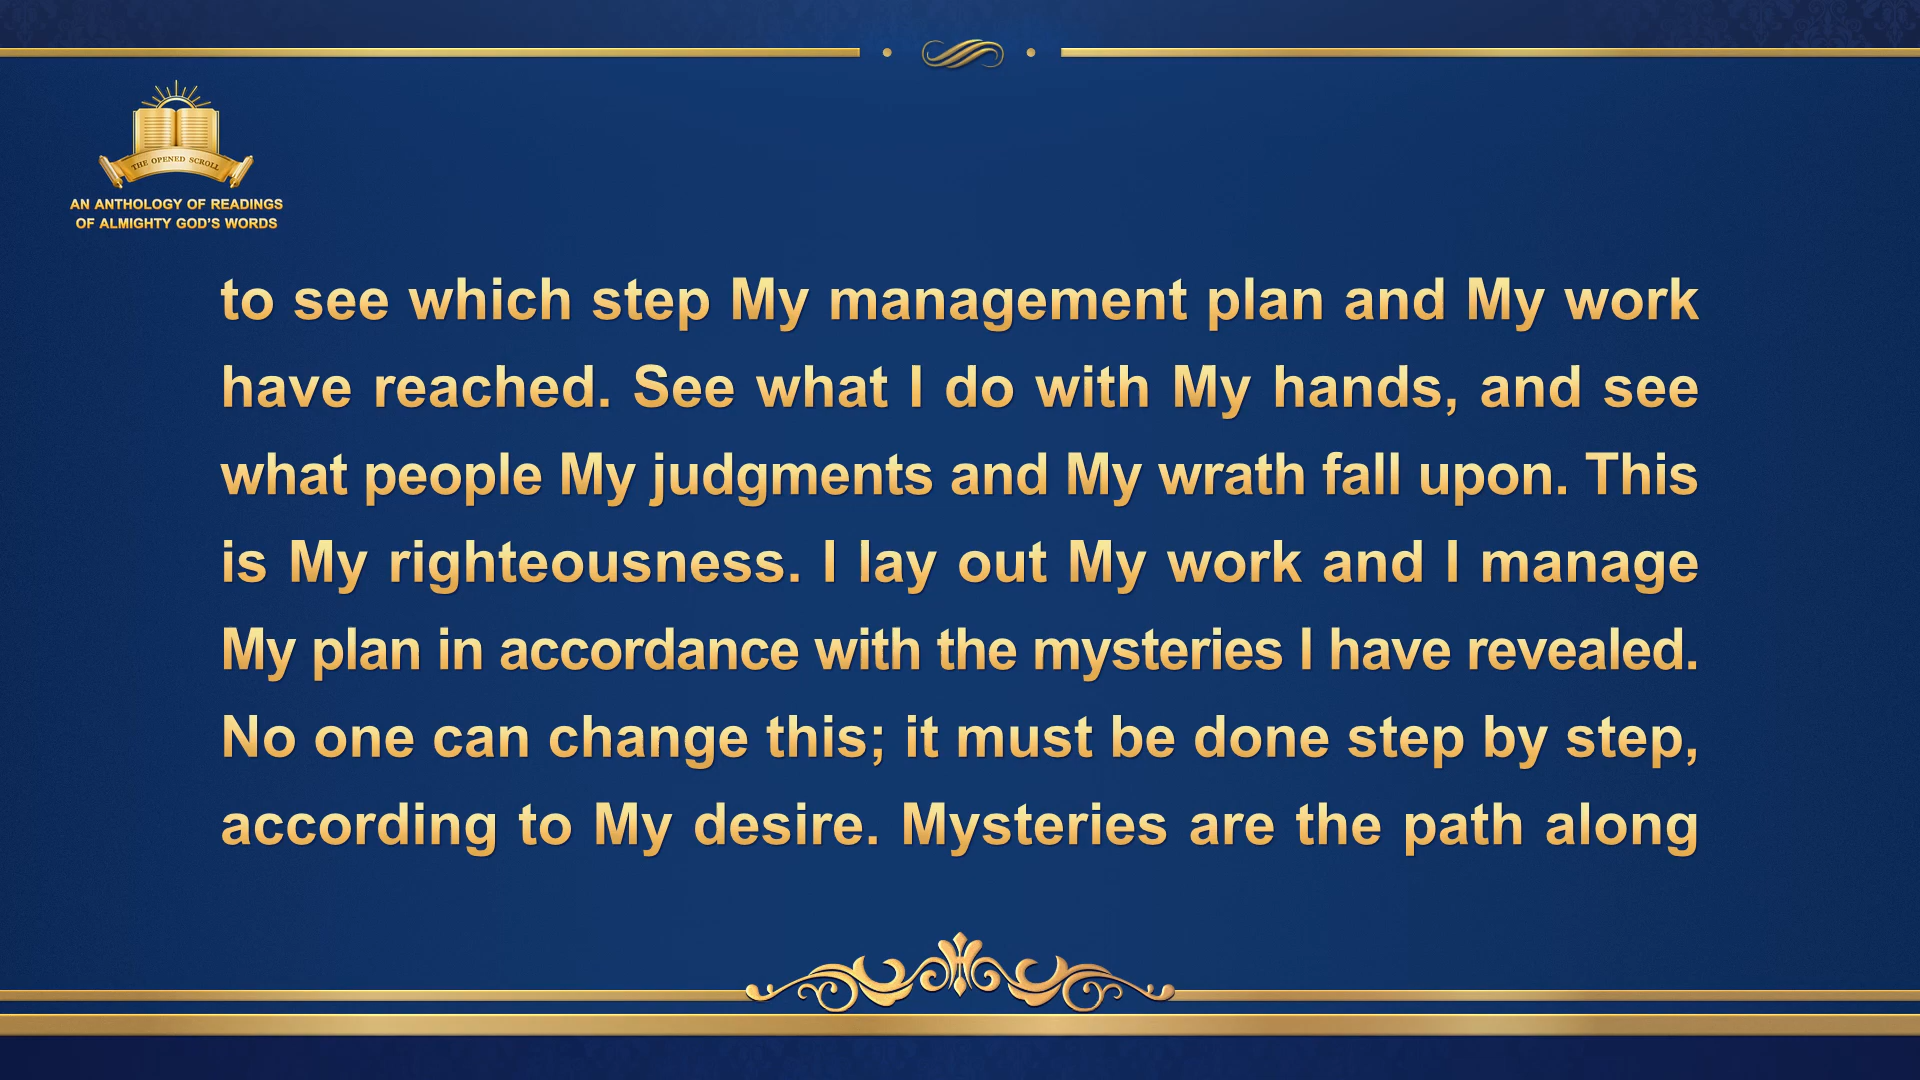 THE OPENED SCROLL
AN ANTHOLOGY OF READINGS
OF ALMIGHTY GOD'S WORDS
to see which step My management plan and My work
have reached. See what I do with My hands, and see
what people My judgments and My wrath fall upon. This
is My righteousness. I lay out My work and I manage
My plan in accordance with the mysteries I have revealed.
No one can change this; it must be done step by step,
according to My desire. Mysteries are the path along